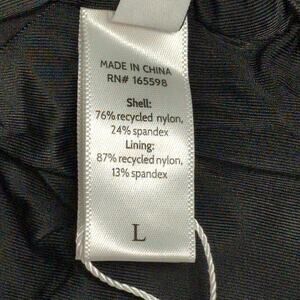 MADE IN CHINA
RN# 165598
Shell:
76% recycled nylon,
24% spandex
Lining:
87% recycled nylon,
13% spandex
L